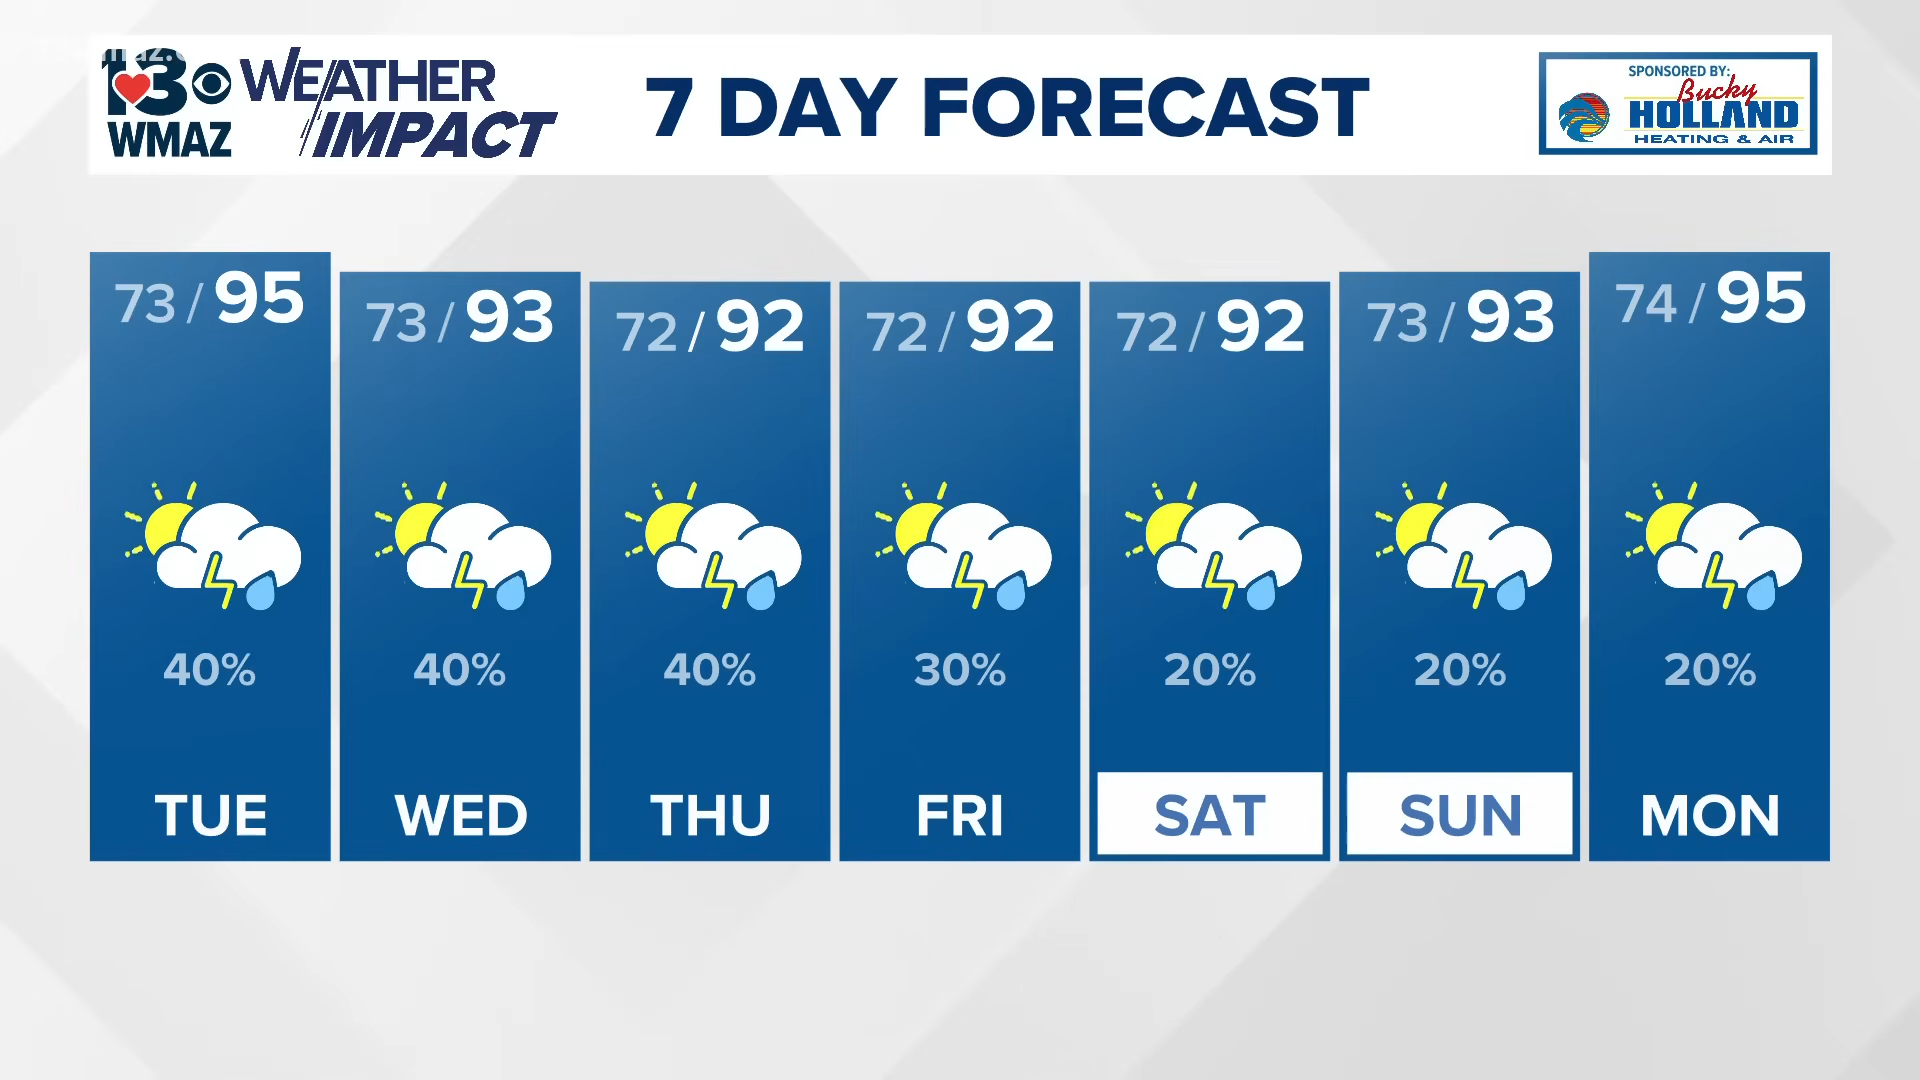 13 WEATHER
WMAZ IMPACT
7 DAY FORECAST
SPONSORED BY:
Bucky
HOLLAND
HEATING & AIR
73 / 95
73 / 93
72 / 92
72 / 92
72 / 92
73 / 93
74 / 95
40%
40%
40%
30%
20%
20%
20%
TUE
WED
THU
FRI
SAT
SUN
MON